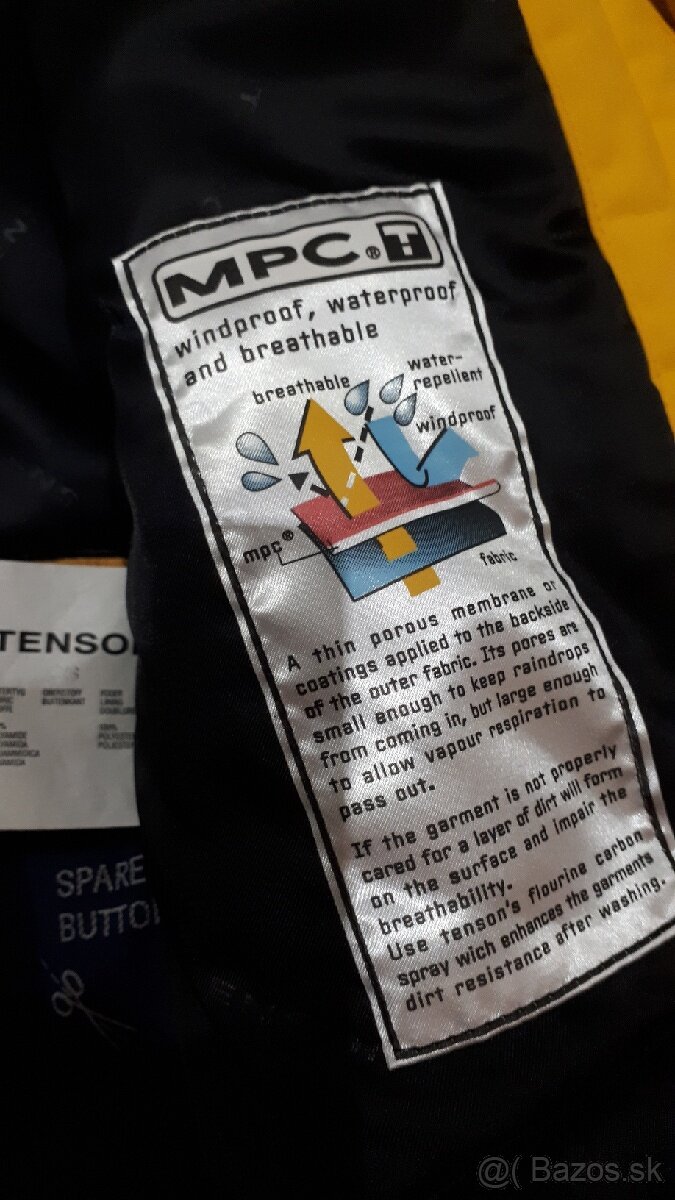 MPC® TH
windproof, waterproof
and breathable
breathable
water-
repellent
windproof
mpc®
fabric
A thin porous membrane or
coatings applied to the backside
of the outer fabric. Its pores are
small enough to keep raindrops
from coming in, but large enough
to allow vapour respiration to
pass out.
If the garment is not properly
cared for a layer of dirt will form
on the surface and impair the
breathability.
Use tenson's flourine carbon
spray wich enhances the garments
dirt resistance after washing.
TENSO
SPARE
BUTTO
@( Bazos.sk